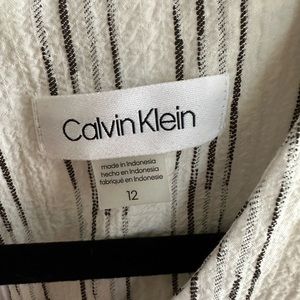 Calvin Klein
made in Indonesia
hecho en Indonesia
fabriqué en Indonésie
12